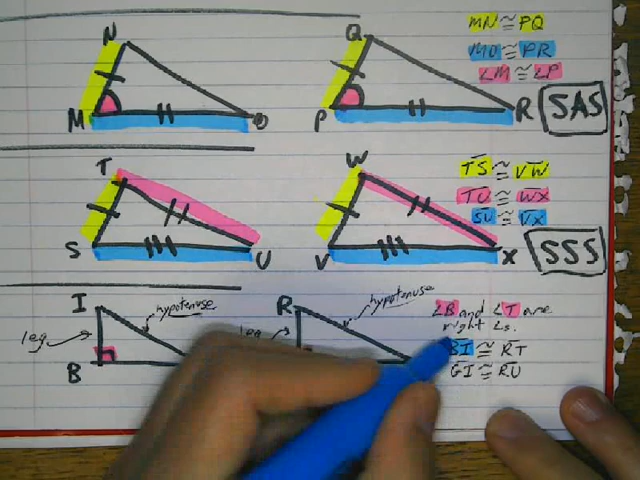 N
Q
MN ≅ PQ
MO ≅ PR
∠M ≅ ∠P
M
O
P
R
SAS
T
W
TS ≅ VW
TU ≅ WX
SU ≅ VX
S
U
V
X
SSS
I
hypotenuse
R
hypotenuse
∠B and ∠T are
right ∠s.
leg
leg
B
BI ≅ RT
GI ≅ RU